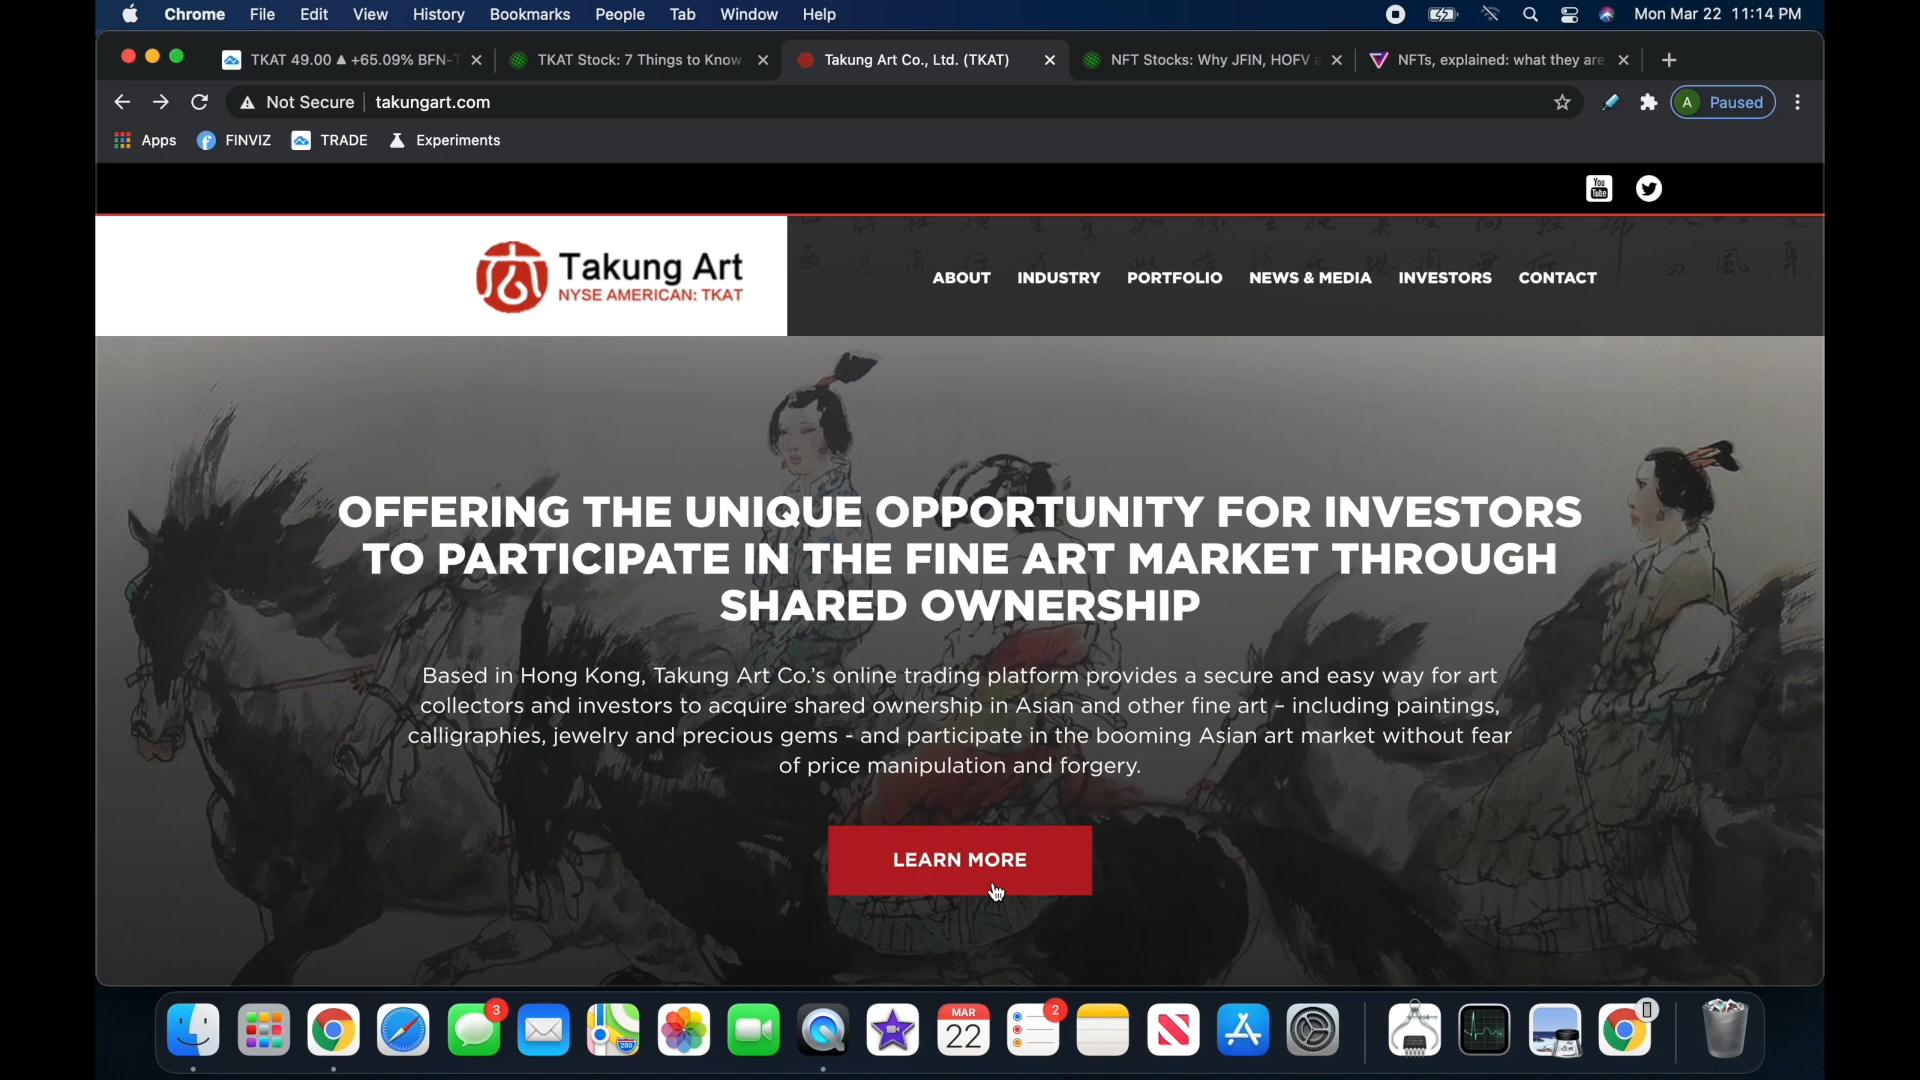 Chrome File Edit View History Bookmarks People Tab Window Help Mon Mar 22 11:14 PM
TKAT 49.00 ▲ +65.09% BFN- TKAT Stock: 7 Things to Know Takung Art Co., Ltd. (TKAT) NFT Stocks: Why JFIN, HOFV NFTs, explained: what they are
Not Secure takungart.com A Paused
Apps FINVIZ TRADE Experiments
You Tube
Takung Art
NYSE AMERICAN: TKAT
ABOUT INDUSTRY PORTFOLIO NEWS & MEDIA INVESTORS CONTACT
OFFERING THE UNIQUE OPPORTUNITY FOR INVESTORS
TO PARTICIPATE IN THE FINE ART MARKET THROUGH
SHARED OWNERSHIP
Based in Hong Kong, Takung Art Co.'s online trading platform provides a secure and easy way for art
collectors and investors to acquire shared ownership in Asian and other fine art – including paintings,
calligraphies, jewelry and precious gems - and participate in the booming Asian art market without fear
of price manipulation and forgery.
LEARN MORE
3 MAR 22 2 280